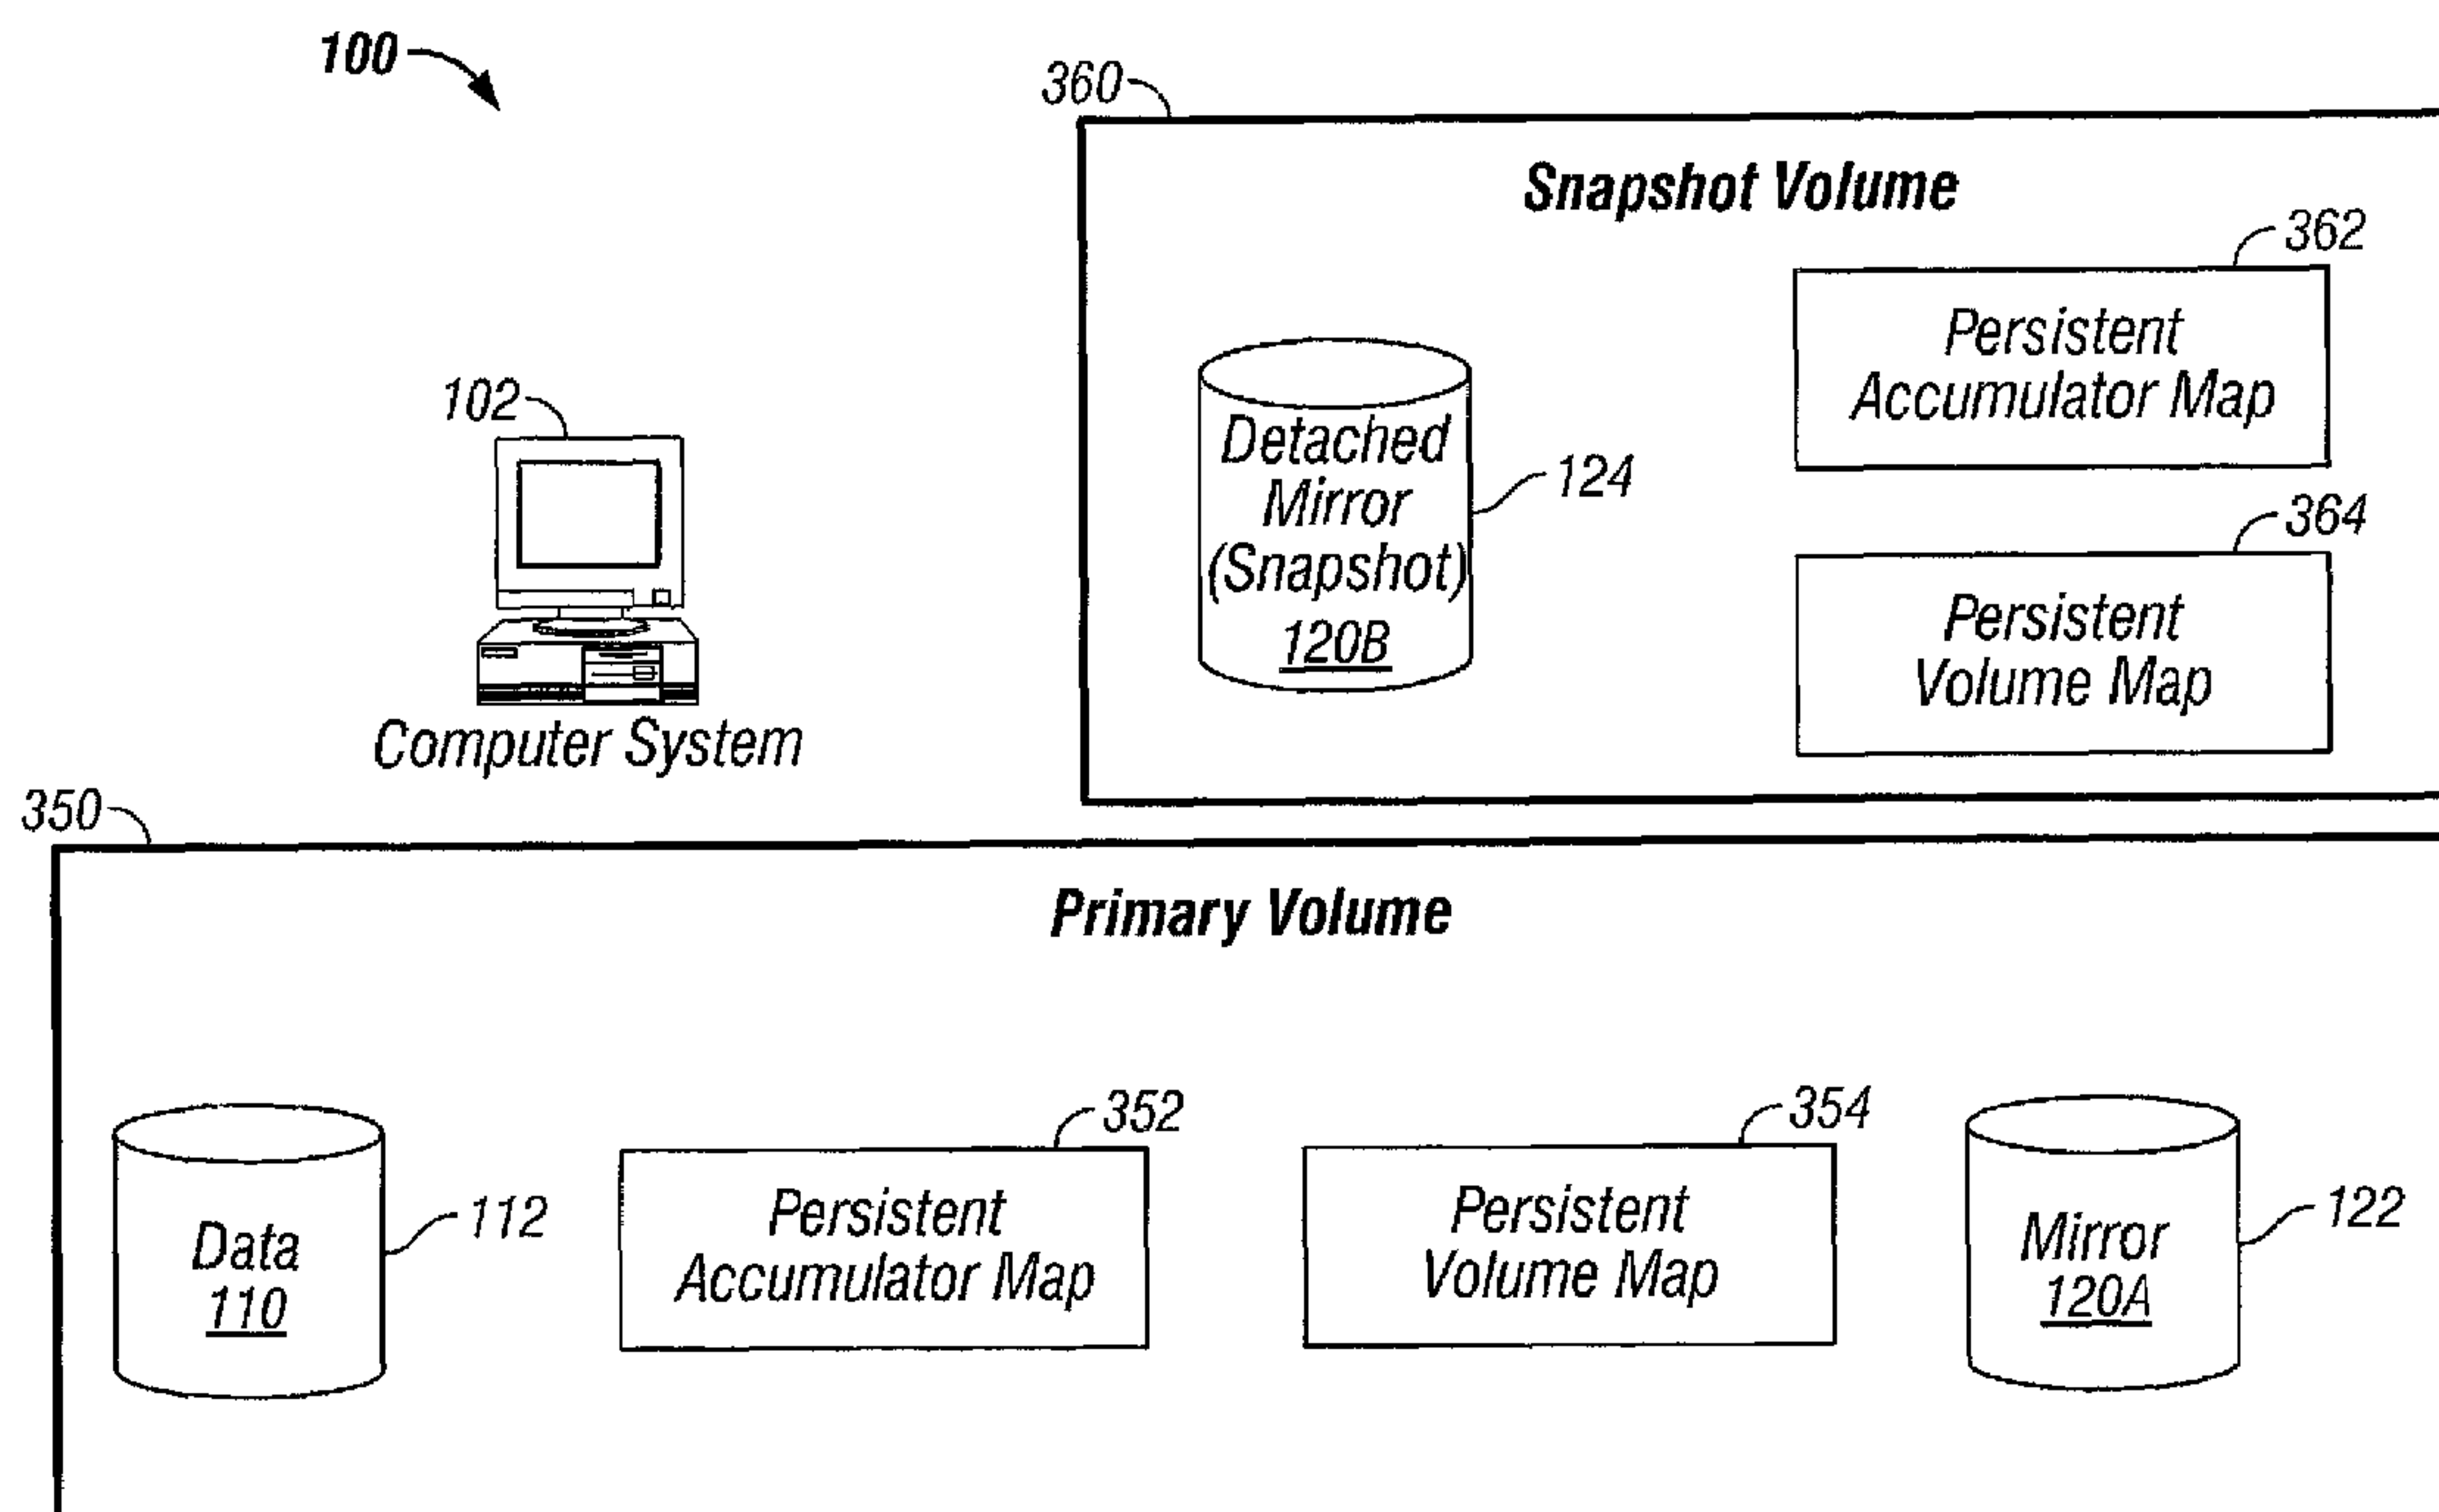 100
360
Snapshot Volume
362
Persistent
Accumulator Map
102
Detached
Mirror
(Snapshot)
120B
124
364
Persistent
Volume Map
Computer System
350
Primary Volume
352
354
Data
110
112
Persistent
Accumulator Map
Persistent
Volume Map
Mirror
120A
122